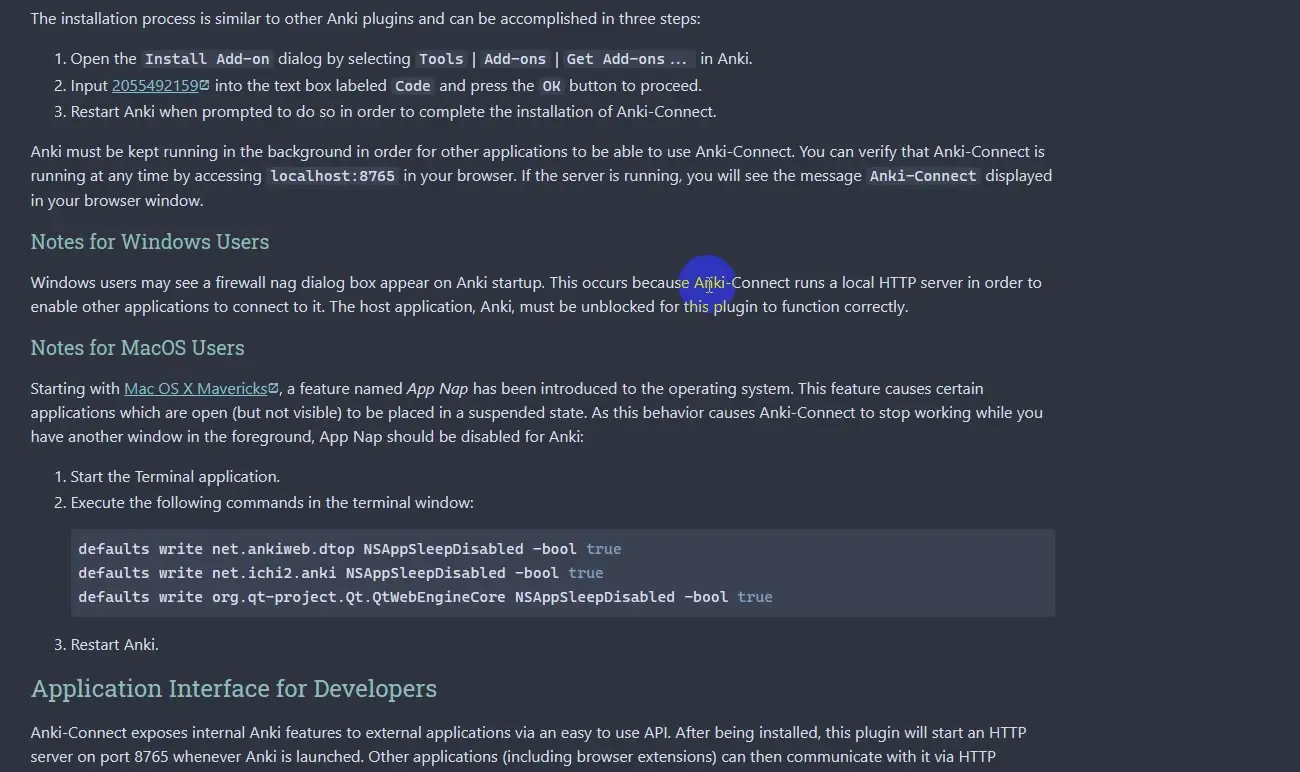 The installation process is similar to other Anki plugins and can be accomplished in three steps:
1. Open the Install Add-on dialog by selecting Tools | Add-ons | Get Add-ons... in Anki.
2. Input 2055492159 into the text box labeled Code and press the OK button to proceed.
3. Restart Anki when prompted to do so in order to complete the installation of Anki-Connect.
Anki must be kept running in the background in order for other applications to be able to use Anki-Connect. You can verify that Anki-Connect is
running at any time by accessing localhost:8765 in your browser. If the server is running, you will see the message Anki-Connect displayed
in your browser window.
Notes for Windows Users
Windows users may see a firewall nag dialog box appear on Anki startup. This occurs because Anki-Connect runs a local HTTP server in order to
enable other applications to connect to it. The host application, Anki, must be unblocked for this plugin to function correctly.
Notes for MacOS Users
Starting with Mac OS X Mavericks, a feature named App Nap has been introduced to the operating system. This feature causes certain
applications which are open (but not visible) to be placed in a suspended state. As this behavior causes Anki-Connect to stop working while you
have another window in the foreground, App Nap should be disabled for Anki:
1. Start the Terminal application.
2. Execute the following commands in the terminal window:
defaults write net.ankiweb.dtop NSAppSleepDisabled -bool true
defaults write net.ichi2.anki NSAppSleepDisabled -bool true
defaults write org.qt-project.Qt.QtWebEngineCore NSAppSleepDisabled -bool true
3. Restart Anki.
Application Interface for Developers
Anki-Connect exposes internal Anki features to external applications via an easy to use API. After being installed, this plugin will start an HTTP
server on port 8765 whenever Anki is launched. Other applications (including browser extensions) can then communicate with it via HTTP